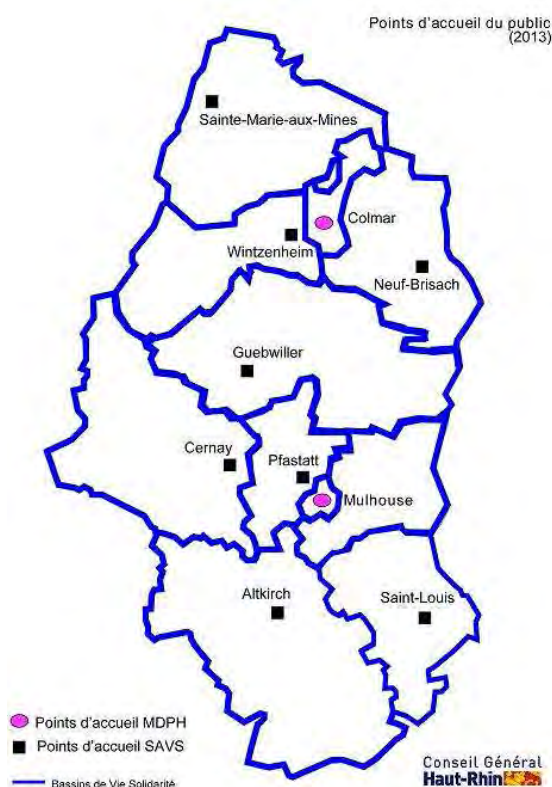 Points d'accueil du public
(2013)
Sainte-Marie-aux-Mines
Colmar
Wintzenheim
Neuf-Brisach
Guebwiller
Cernay
Pfastatt
Mulhouse
Altkirch
Saint-Louis
Points d'accueil MDPH
Points d'accueil SAVS
Bassins de Vie Solidarité
Conseil Général
Haut-Rhin